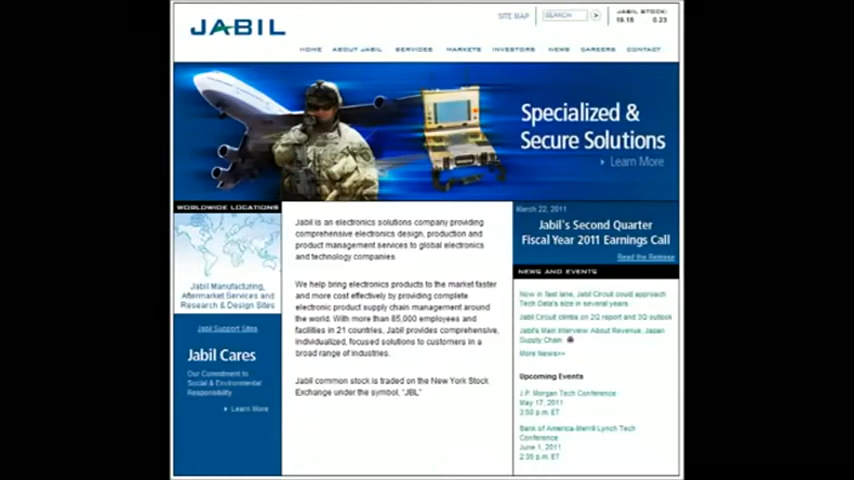 JABIL
SITE MAP
SEARCH
JABIL STOCK:
19.18 0.23
HOME ABOUT JABIL SERVICES MARKETS INVESTORS NEWS CAREERS CONTACT
Specialized &
Secure Solutions
Learn More
WORLDWIDE LOCATIONS
Jabil Manufacturing,
Aftermarket Services and
Research & Design Sites
Jabil Support Sites
Jabil Cares
Our Commitment to
Social & Environmental
Responsibility
Learn More
Jabil is an electronics solutions company providing
comprehensive electronics design, production and
product management services to global electronics
and technology companies.
We help bring electronics products to the market faster
and more cost effectively by providing complete
electronic product supply chain management around
the world. With more than 85,000 employees and
facilities in 21 countries, Jabil provides comprehensive,
individualized, focused solutions to customers in a
broad range of industries.
Jabil common stock is traded on the New York Stock
Exchange under the symbol, "JBL"
March 22, 2011
Jabil's Second Quarter
Fiscal Year 2011 Earnings Call
Read the Release
NEWS AND EVENTS
Now in fast lane, Jabil Circuit could approach
Tech Data's size in several years
Jabil Circuit climbs on 2Q report and 3Q outlook
Jabil's Main Interview About Revenue, Japan
Supply Chain
More News>>
Upcoming Events
J.P. Morgan Tech Conference
May 17, 2011
3:50 p.m. ET
Bank of America-Merrill Lynch Tech
Conference
June 1, 2011
2:35 p.m. ET